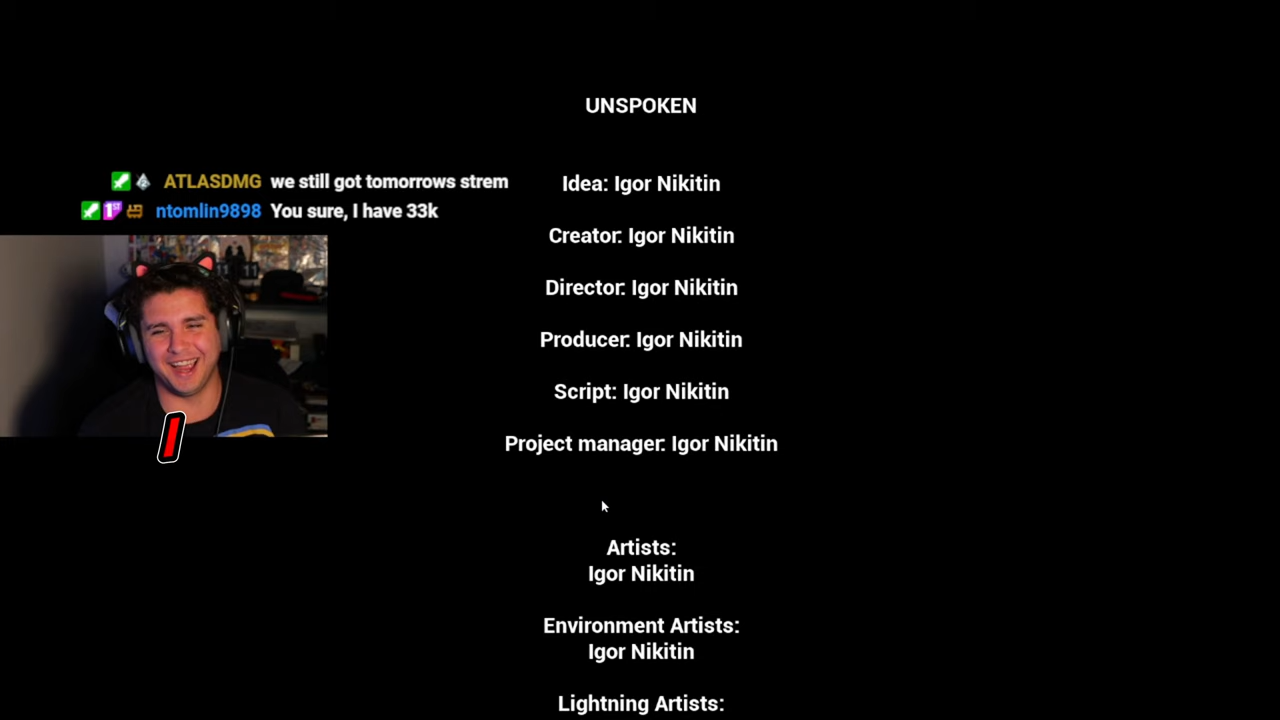 UNSPOKEN
ATLASDMG we still got tomorrows strem
ntomlin9898 You sure, I have 33k
I
Idea: Igor Nikitin
Creator: Igor Nikitin
Director: Igor Nikitin
Producer: Igor Nikitin
Script: Igor Nikitin
Project manager: Igor Nikitin
Artists:
Igor Nikitin
Environment Artists:
Igor Nikitin
Lightning Artists: